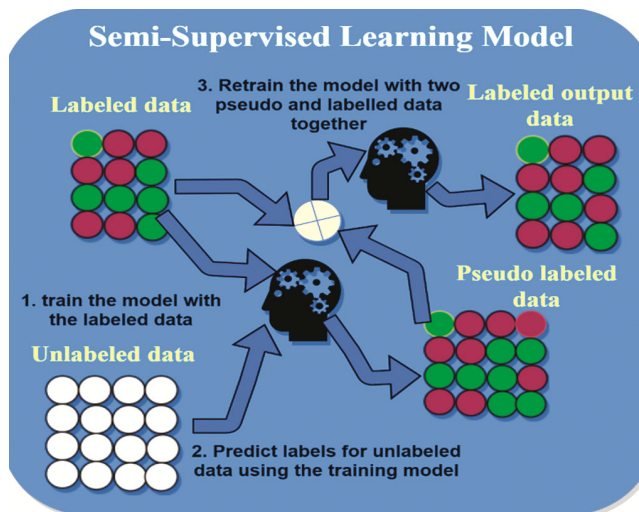 Semi-Supervised Learning Model
Labeled data
3. Retrain the model with two
pseudo and labelled data
together
Labeled output
data
1. train the model with
the labeled data
Pseudo labeled
data
Unlabeled data
2. Predict labels for unlabeled
data using the training model